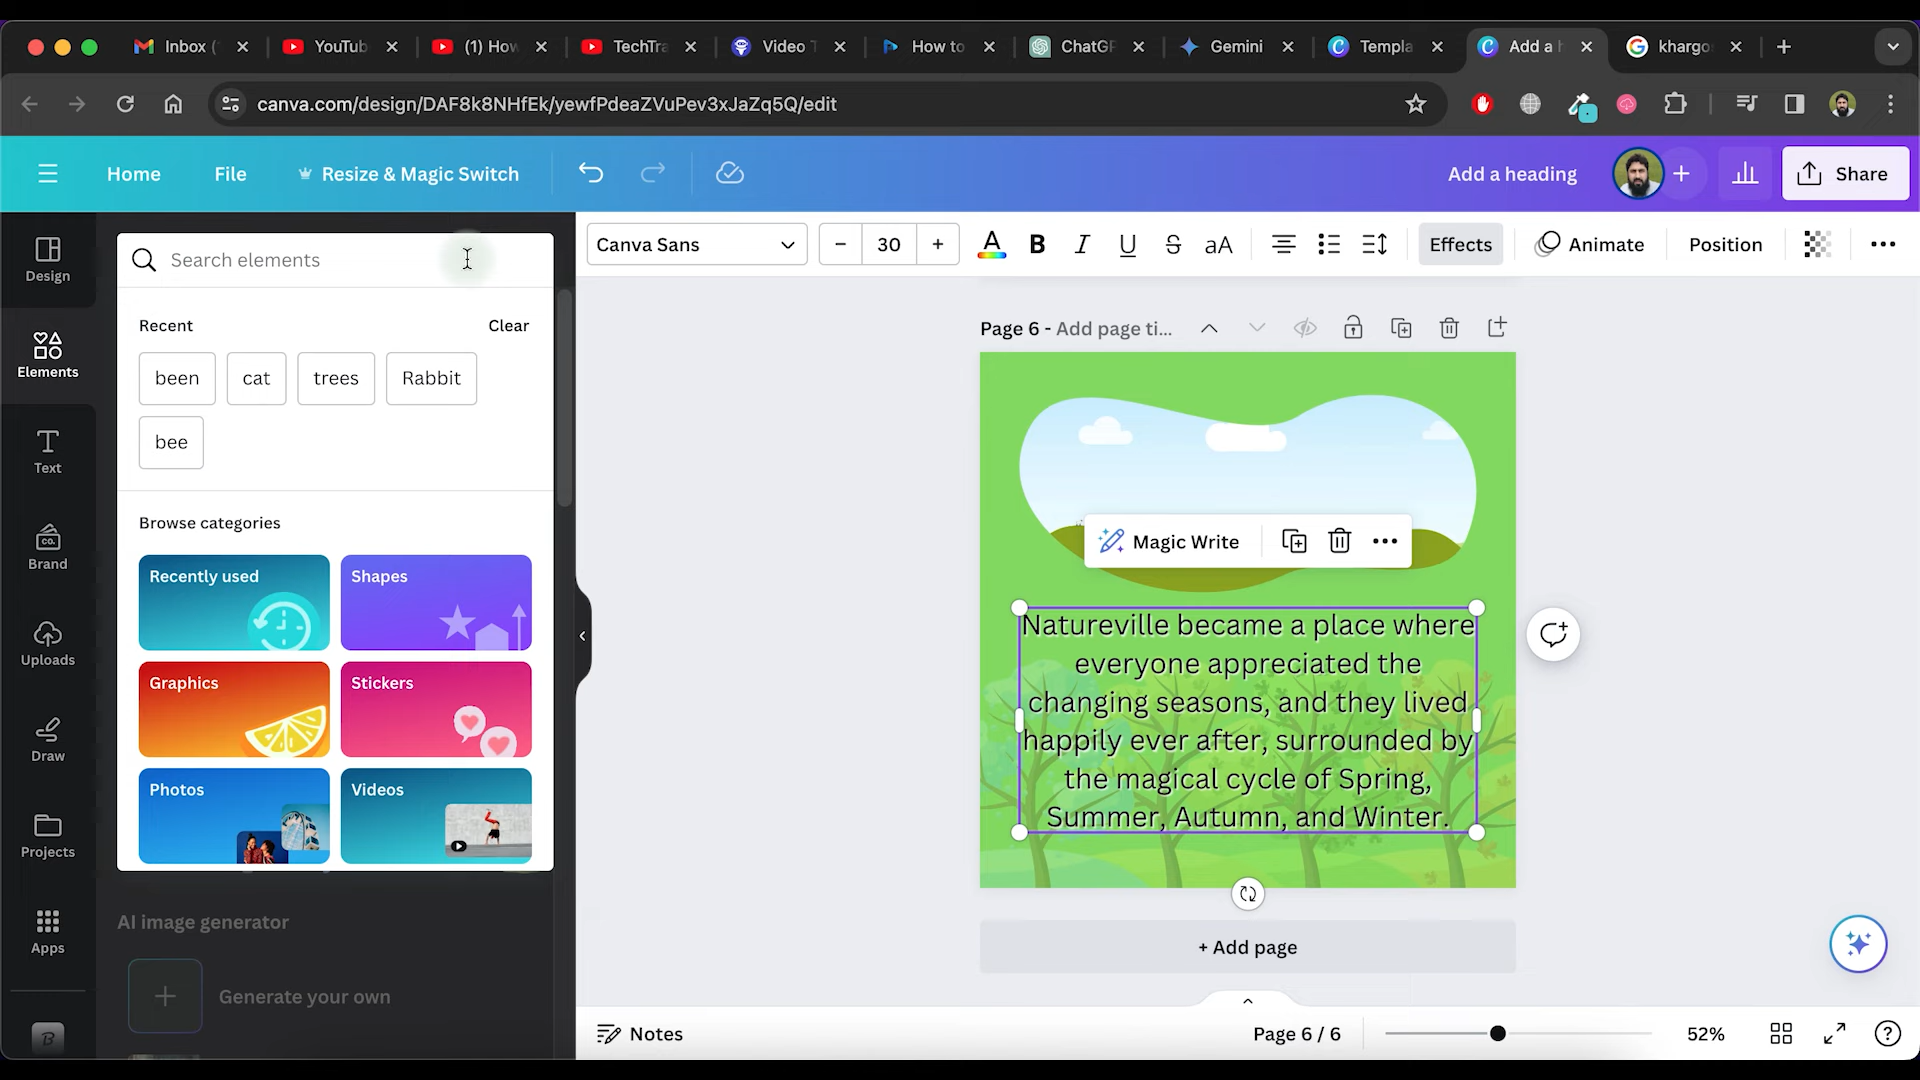 Inbox (
YouTub
(1) How
TechTra
Video T
How to
ChatGP
Gemini
Templa
Add a h
khargo
canva.com/design/DAF8k8NHfEk/yewfPdeaZVuPev3xJaZq5Q/edit
Home
File
Resize & Magic Switch
Add a heading
Share
Design
Elements
Text
Brand
Uploads
Draw
Projects
Apps
Search elements
Recent
Clear
been
cat
trees
Rabbit
bee
Browse categories
Recently used
Shapes
Graphics
Stickers
Photos
Videos
AI image generator
Generate your own
Canva Sans
30
A
B
I
U
S
aA
Effects
Animate
Position
Page 6 - Add page ti...
Magic Write
Natureville became a place where
everyone appreciated the
changing seasons, and they lived
happily ever after, surrounded by
the magical cycle of Spring,
Summer, Autumn, and Winter.
+ Add page
Notes
Page 6 / 6
52%